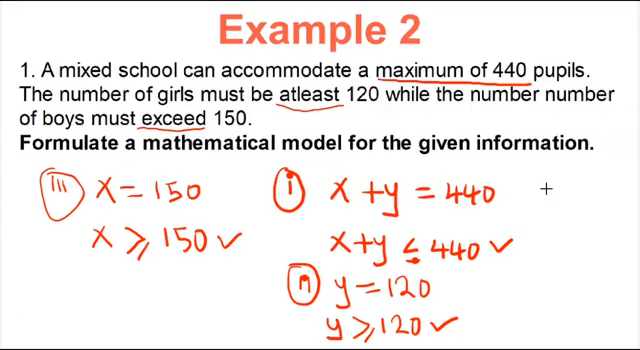 Example 2
1. A mixed school can accommodate a maximum of 440 pupils.
The number of girls must be atleast 120 while the number number
of boys must exceed 150.
Formulate a mathematical model for the given information.
(iii) x = 150
x ≥ 150 ✓
(i) x + y = 440
x + y ≤ 440 ✓
(ii) y = 120
y ≥ 120 ✓